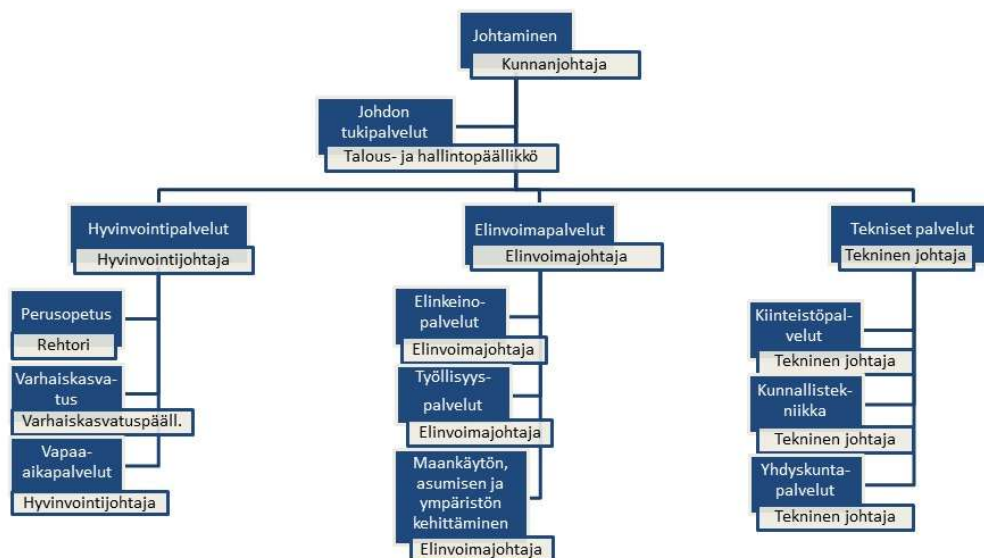 Johtaminen
Kunnanjohtaja
Johdon
tukipalvelut
Talous- ja hallintopäällikkö
Hyvinvointipalvelut
Hyvinvointijohtaja
Perusopetus
Rehtori
Varhaiskasva-
tus
Varhaiskasvatuspääll.
Vapaa-
aikapalvelut
Hyvinvointijohtaja
Elinvoimapalvelut
Elinvoimajohtaja
Elinkeino-
palvelut
Elinvoimajohtaja
Työllisyys-
palvelut
Elinvoimajohtaja
Maankäytön,
asumisen ja
ympäristön
kehittäminen
Elinvoimajohtaja
Tekniset palvelut
Tekninen johtaja
Kiinteistöpal-
velut
Tekninen johtaja
Kunnallistek-
niikka
Tekninen johtaja
Yhdyskunta-
palvelut
Tekninen johtaja